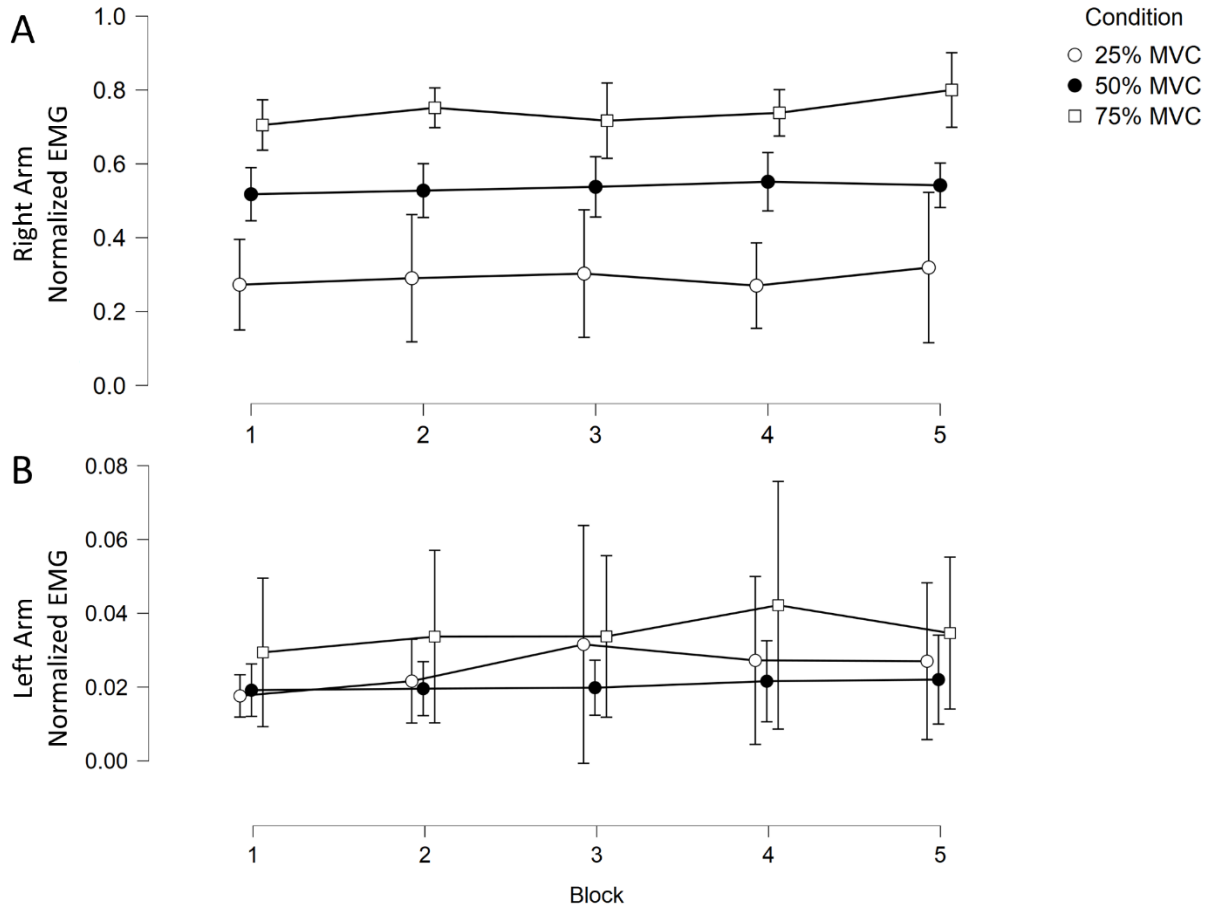 A
Right Arm
Normalized EMG
1.0
0.8
0.6
0.4
0.2
0.0
1 2 3 4 5
Condition
25% MVC
50% MVC
75% MVC
B
Left Arm
Normalized EMG
0.08
0.06
0.04
0.02
0.00
1 2 3 4 5
Block